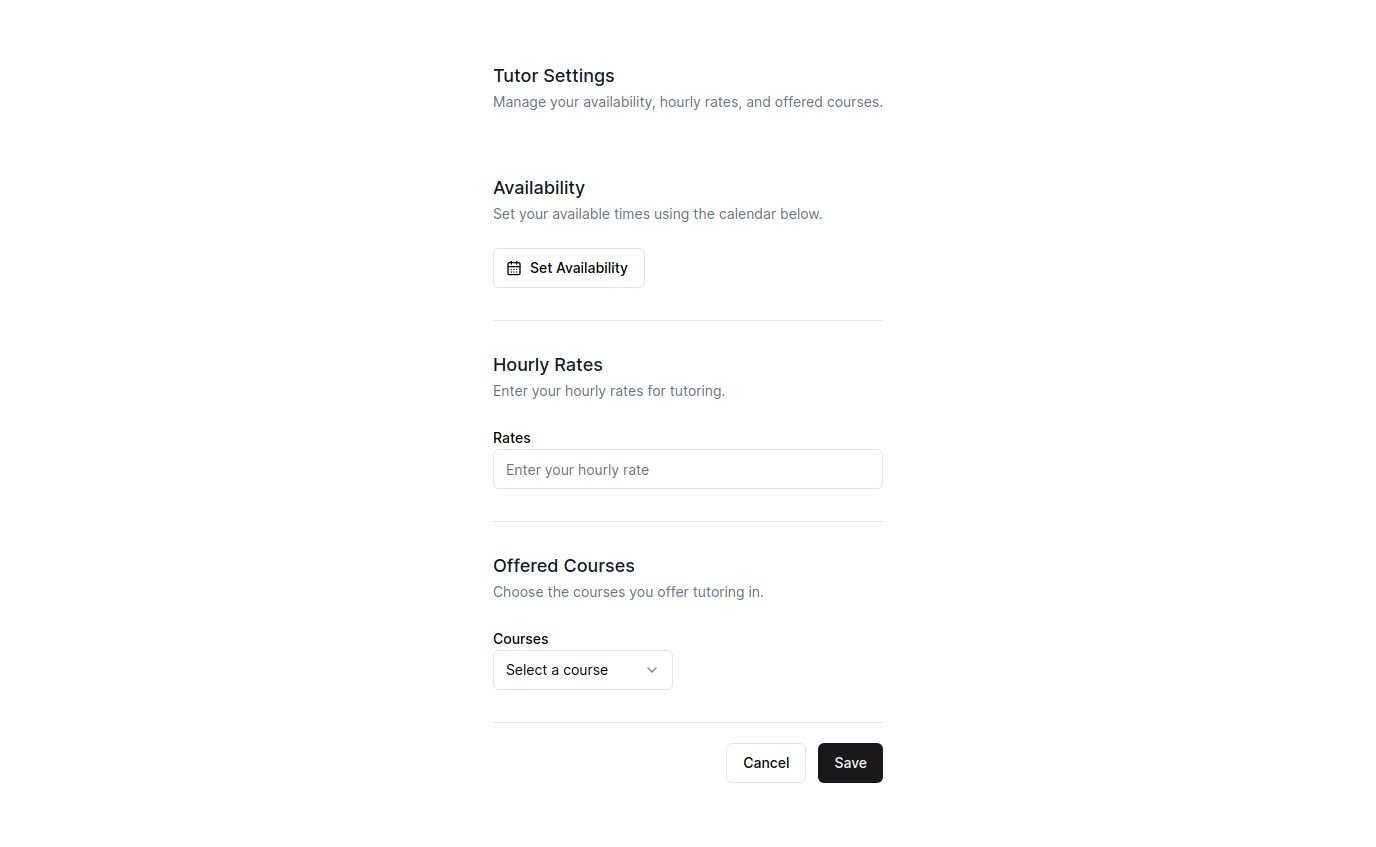 Tutor Settings
Manage your availability, hourly rates, and offered courses.
Availability
Set your available times using the calendar below.
Set Availability
Hourly Rates
Enter your hourly rates for tutoring.
Rates
Enter your hourly rate
Offered Courses
Choose the courses you offer tutoring in.
Courses
Select a course
Cancel Save